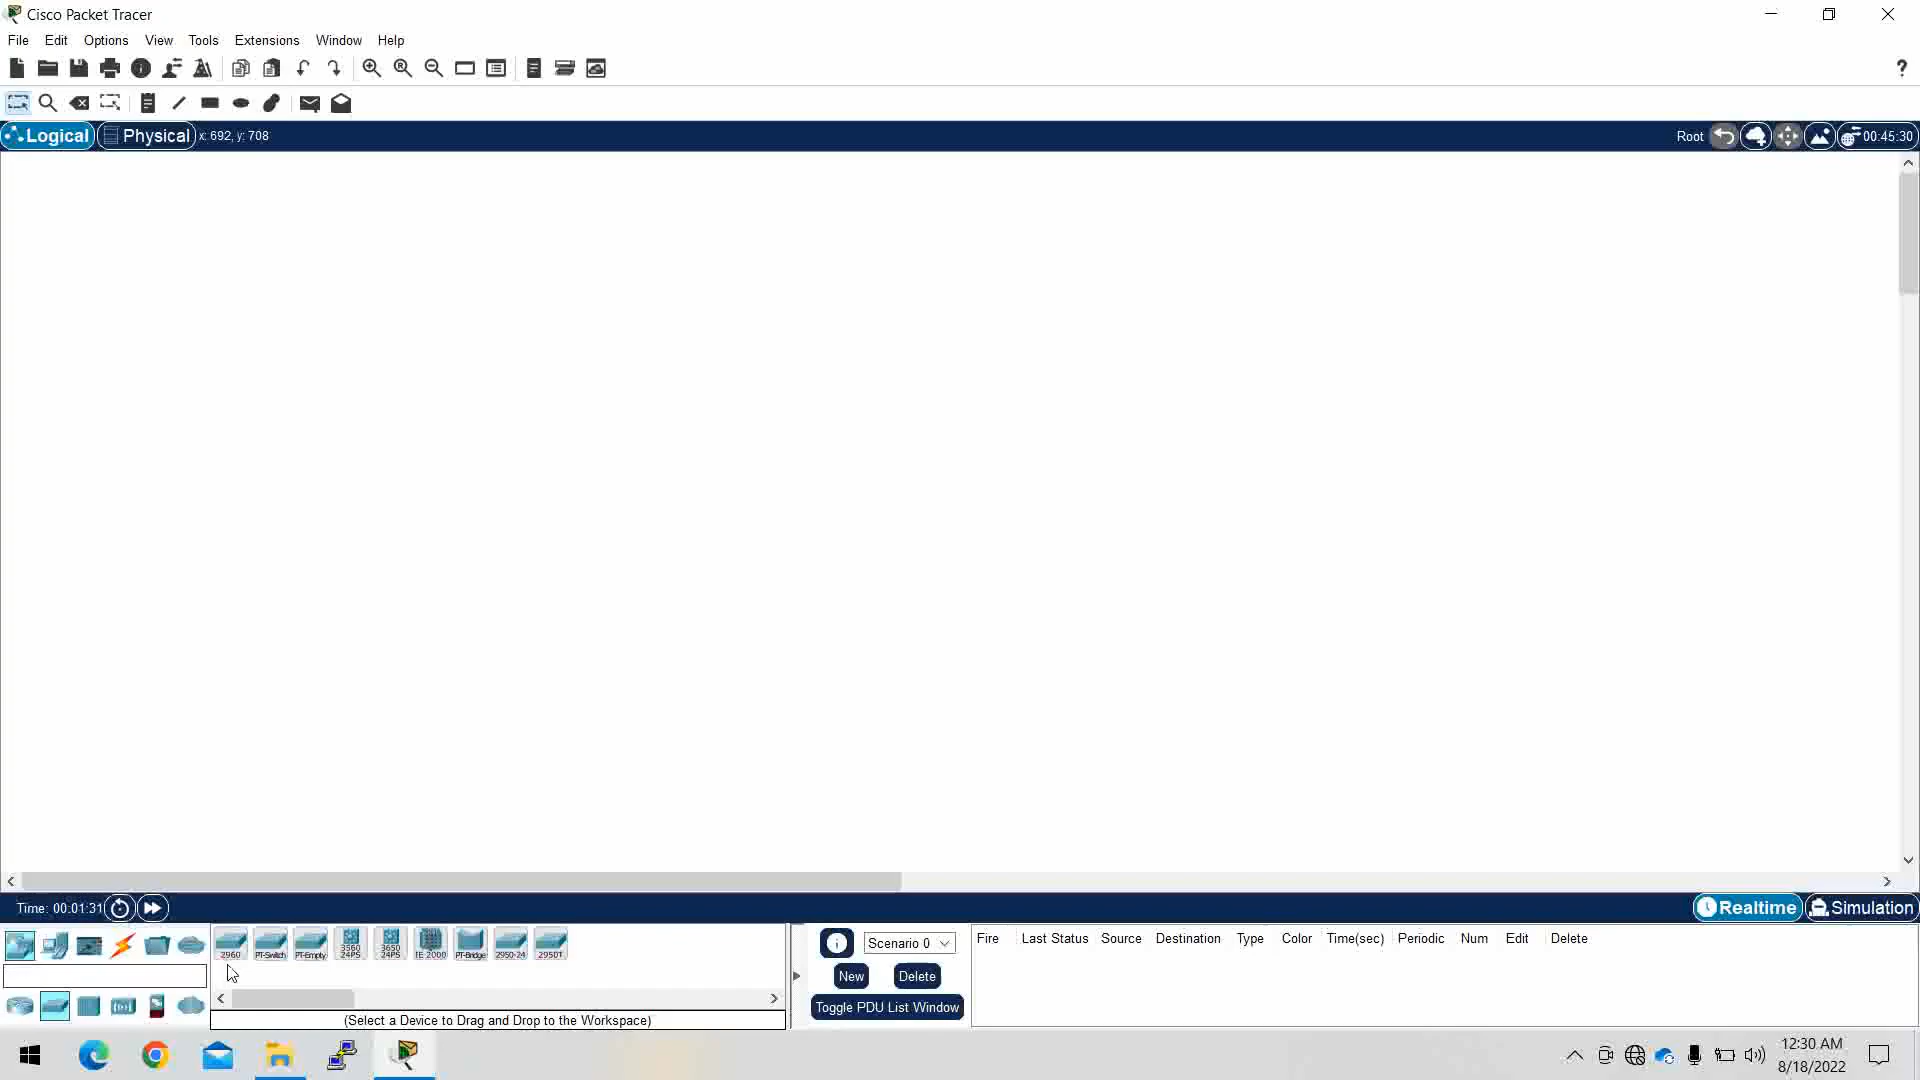 Cisco Packet Tracer
File Edit Options View Tools Extensions Window Help
?
Logical Physical x: 692, y: 708 Root 00:45:30
Time: 00:01:31 Realtime Simulation
2960 PT-Switch PT-Empty 3560 24PS 3650 24PS IE 2000 PT-Bridge 2950-24 2950T
(Select a Device to Drag and Drop to the Workspace)
Scenario 0
New Delete
Toggle PDU List Window
Fire Last Status Source Destination Type Color Time(sec) Periodic Num Edit Delete
12:30 AM
8/18/2022